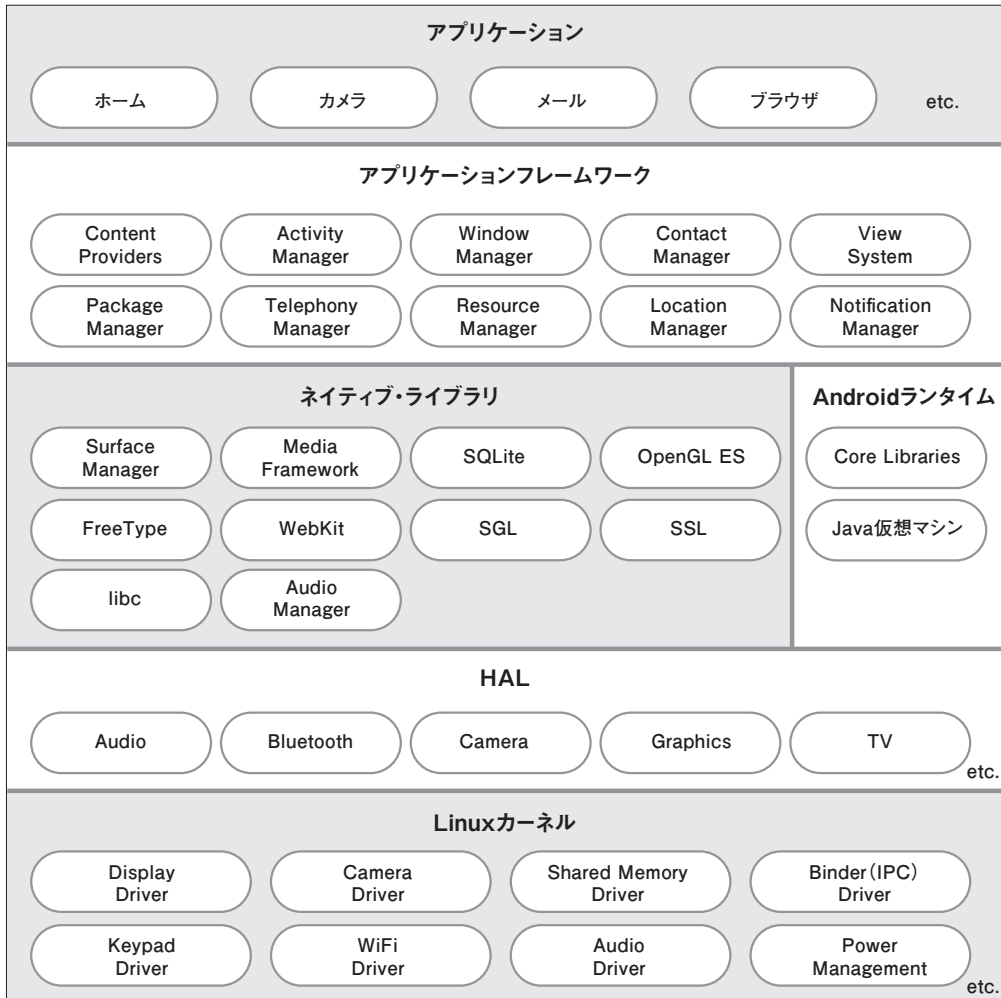 アプリケーション
ホーム
カメラ
メール
ブラウザ
etc.
アプリケーションフレームワーク
Content
Providers
Activity
Manager
Window
Manager
Contact
Manager
View
System
Package
Manager
Telephony
Manager
Resource
Manager
Location
Manager
Notification
Manager
ネイティブ・ライブラリ
Surface
Manager
Media
Framework
SQLite
OpenGL ES
FreeType
WebKit
SGL
SSL
libc
Audio
Manager
Androidランタイム
Core Libraries
Java仮想マシン
HAL
Audio
Bluetooth
Camera
Graphics
TV
etc.
Linuxカーネル
Display
Driver
Camera
Driver
Shared Memory
Driver
Binder(IPC)
Driver
Keypad
Driver
WiFi
Driver
Audio
Driver
Power
Management
etc.